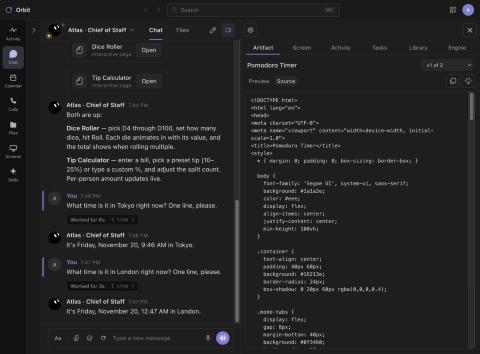 Orbit
Search
Activity
Chat
Calendar
Calls
Files
Screens
Skills
Atlas · Chief of Staff
Chat
Files
Dice Roller
Interactive page
Open
Tip Calculator
Interactive page
Open
Atlas · Chief of Staff 7:44 PM
Both are up:
Dice Roller — pick D4 through D100, set how many
dice, hit Roll. Each die animates in with its value, and
the total shows when rolling multiple.
Tip Calculator — enter a bill, pick a preset tip (10–
25%) or type a custom %, and adjust the split count.
Per-person amount updates live.
A
You 7:46 PM
What time is it in Tokyo right now? One line, please.
Worked for 6s 1 step
Atlas · Chief of Staff 7:46 PM
It's Friday, November 20, 9:46 AM in Tokyo.
A
You 7:47 PM
What time is it in London right now? One line, please.
Worked for 3s 1 step
Atlas · Chief of Staff 7:47 PM
It's Friday, November 20, 12:47 AM in London.
Aa
Type a new message
A
Artifact
Screen
Activity
Tasks
Library
Engine
Pomodoro Timer
v1 of 2
Preview
Source
<!DOCTYPE html>
<html lang="en">
<head>
<meta charset="UTF-8">
<meta name="viewport" content="width=device-width, initial-
scale=1.0">
<title>Pomodoro Timer</title>
<style>
* { margin: 0; padding: 0; box-sizing: border-box; }
body {
font-family: 'Segoe UI', system-ui, sans-serif;
background: #1a1a2e;
color: #eee;
display: flex;
align-items: center;
justify-content: center;
min-height: 100vh;
}
.container {
text-align: center;
padding: 40px 60px;
background: #16213e;
border-radius: 24px;
box-shadow: 0 20px 60px rgba(0,0,0,0.4);
}
.mode-tabs {
display: flex;
gap: 8px;
margin-bottom: 40px;
background: #0f3460;